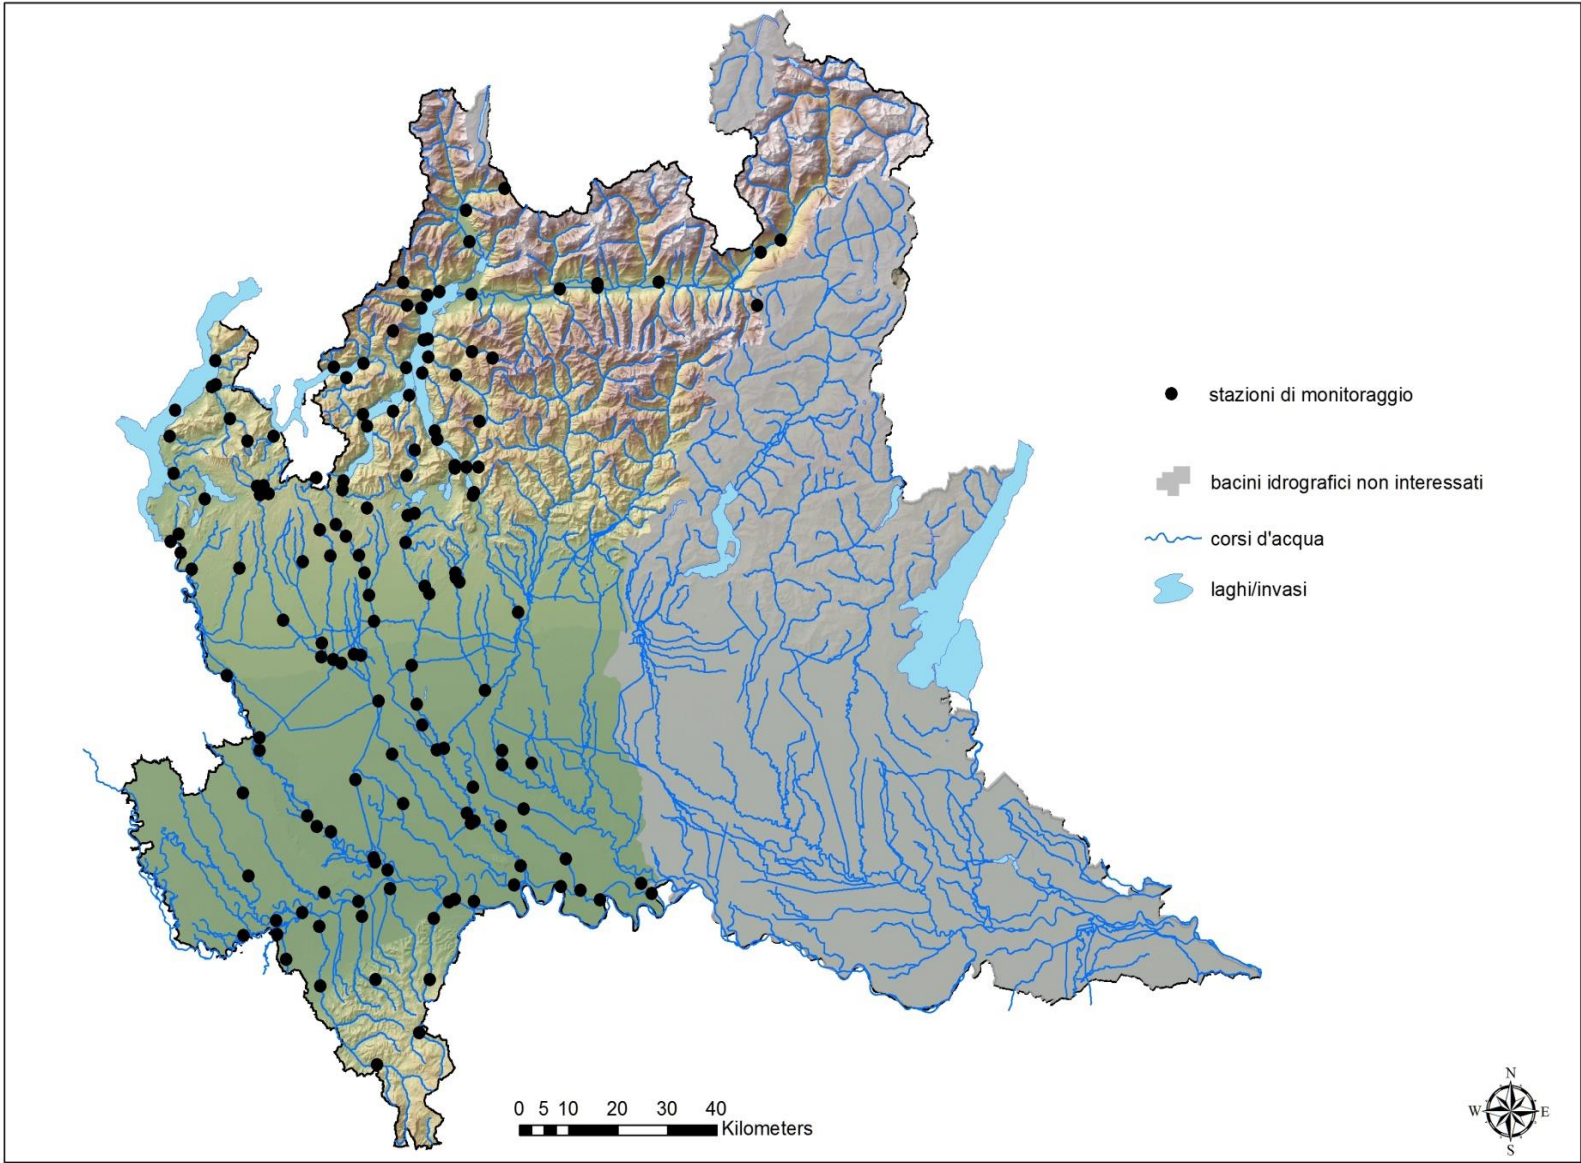 stazioni di monitoraggio
bacini idrografici non interessati
corsi d'acqua
laghi/invasi
0 5 10 20 30 40
Kilometers
N
W E
S